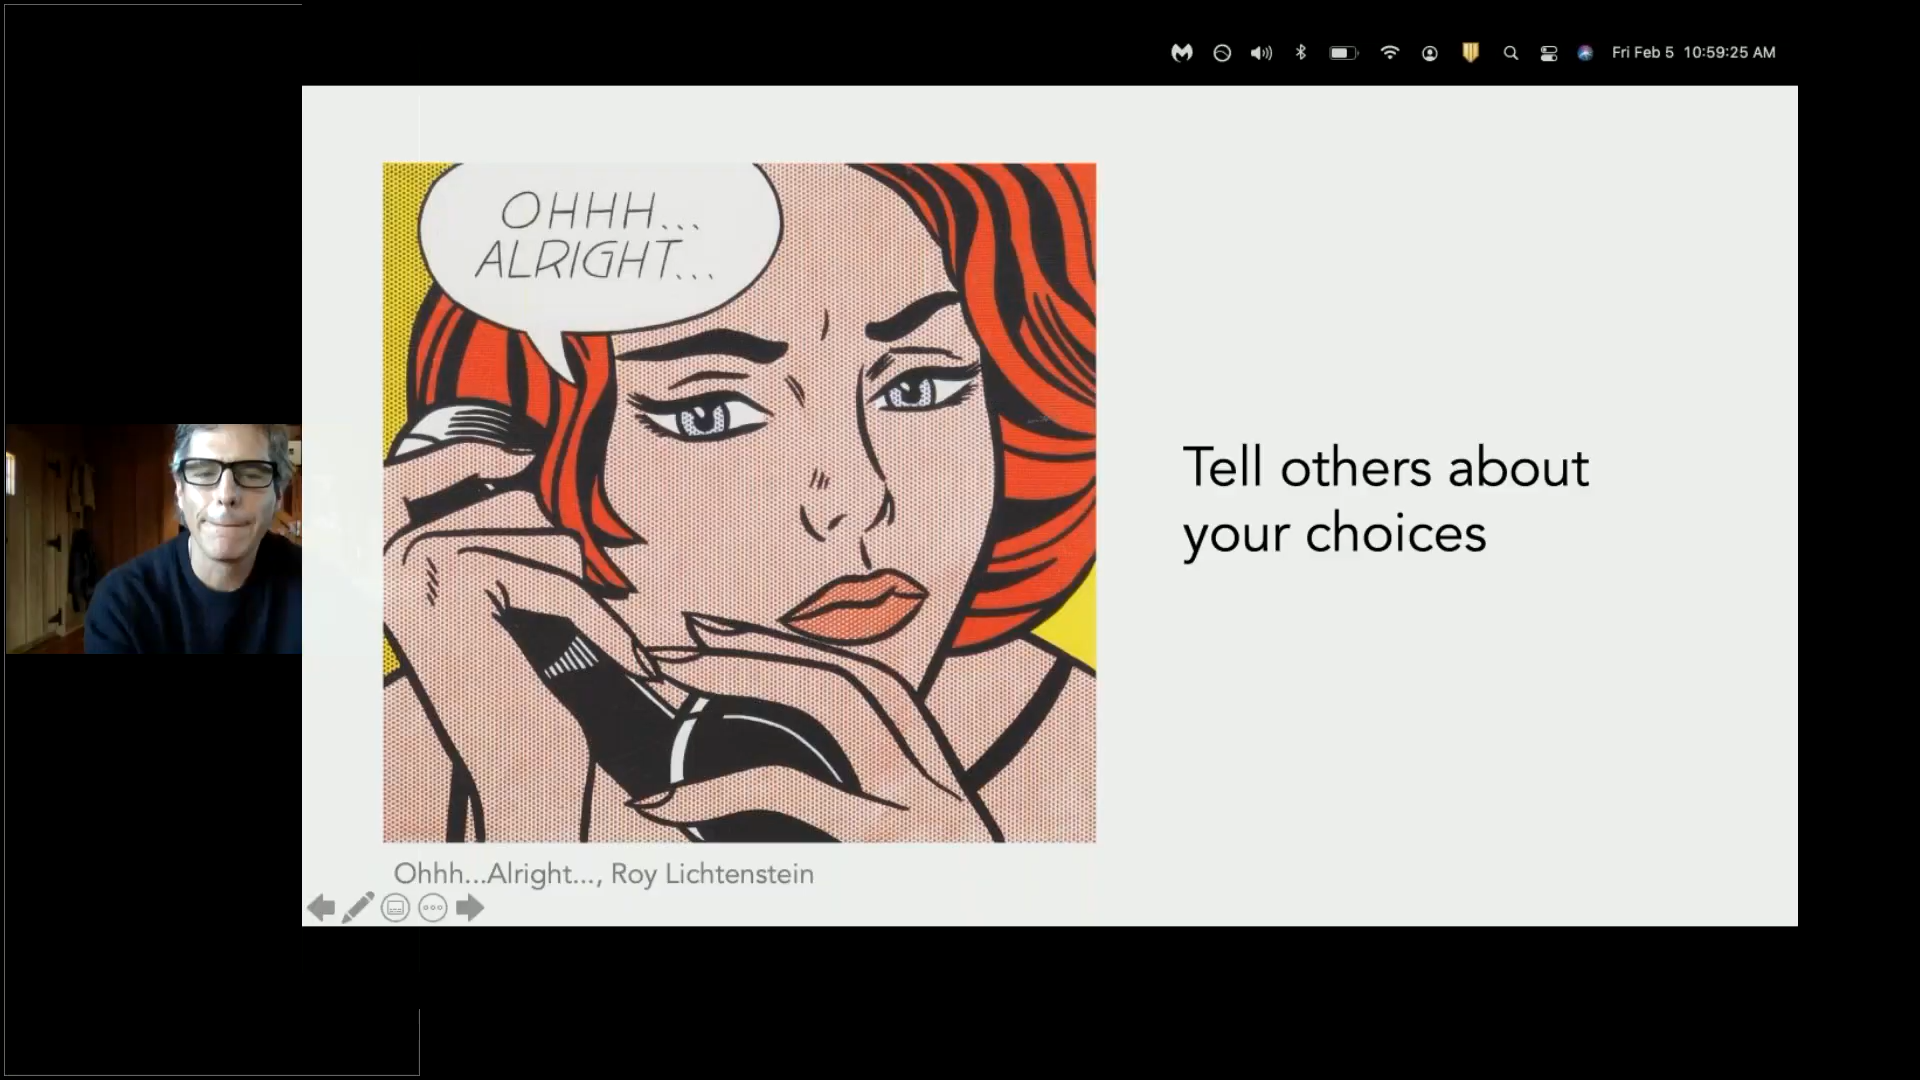 Fri Feb 5 10:59:25 AM
OHHH...
ALRIGHT...
Tell others about
your choices
Ohhh...Alright..., Roy Lichtenstein